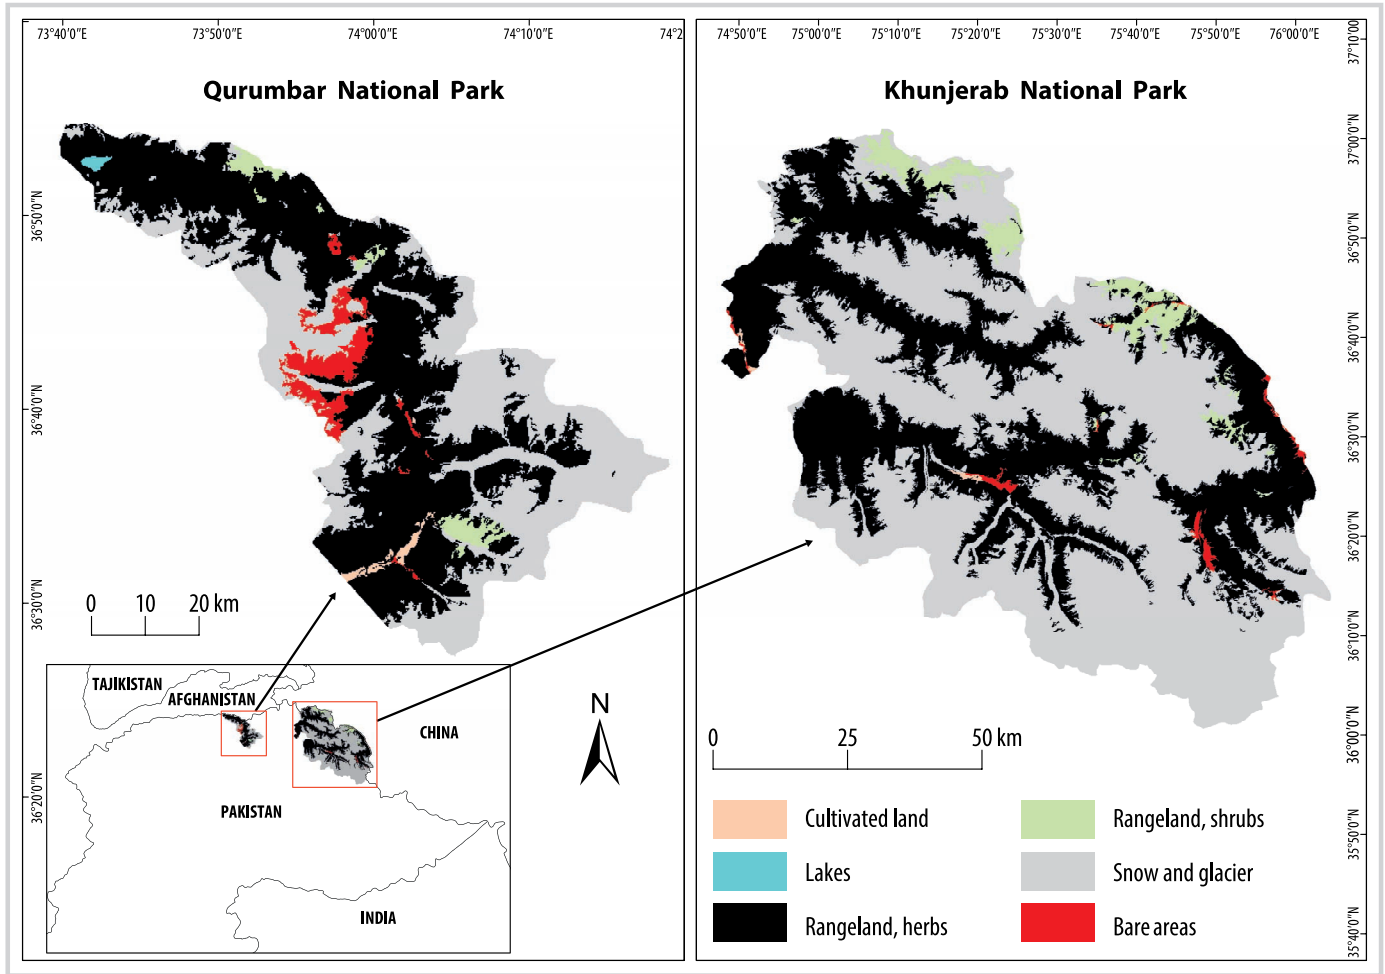 73°40'0"E 73°50'0"E 74°00'0"E 74°10'0"E 74°2
74°50'0"E 75°00'0"E 75°10'0"E 75°20'0"E 75°30'0"E 75°40'0"E 75°50'0"E 76°00'0"E
Qurumbar National Park
Khunjerab National Park
36°50'0"N
36°40'0"N
36°30'0"N
36°20'0"N
37°10'00
37°00'0"N
36°50'0"N
36°40'0"N
36°30'0"N
36°20'0"N
36°10'0"N
36°00'0"N
35°50'0"N
35°40'0"N
0 10 20 km
TAJIKISTAN
AFGHANISTAN
CHINA
PAKISTAN
INDIA
N
0 25 50 km
Cultivated land
Lakes
Rangeland, herbs
Rangeland, shrubs
Snow and glacier
Bare areas